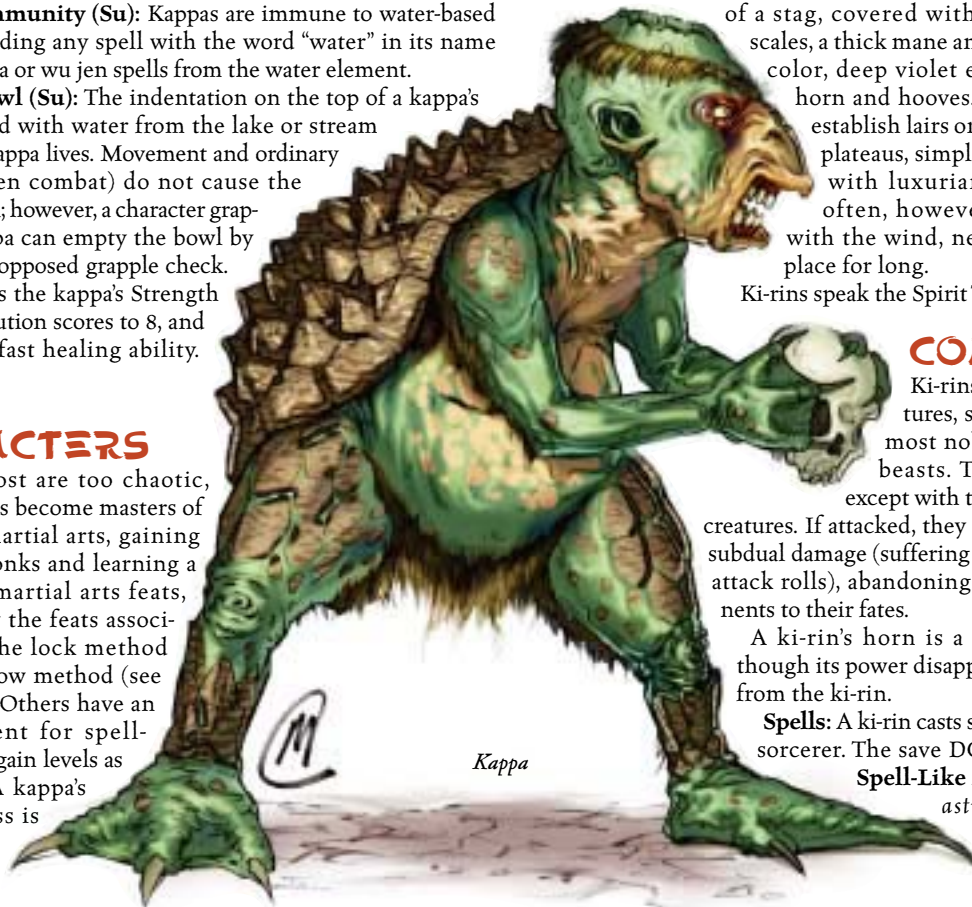 mmunity (Su): Kappas are immune to water-based
ding any spell with the word “water” in its name
a or wu jen spells from the water element.
wl (Su): The indentation on the top of a kappa's
d with water from the lake or stream
appa lives. Movement and ordinary
en combat) do not cause the
; however, a character grap-
pa can empty the bowl by
opposed grapple check.
s the kappa's Strength
ution scores to 8, and
fast healing ability.
ACTERS
ost are too chaotic,
s become masters of
artial arts, gaining
onks and learning a
martial arts feats,
y the feats associ-
he lock method
ow method (see
Others have an
ent for spell-
gain levels as
A kappa's
ss is
M
Kappa
of a stag, covered with
scales, a thick mane an
color, deep violet e
horn and hooves.
establish lairs or
plateaus, simpl
with luxurian
often, howeve
with the wind, ne
place for long.
Ki-rins speak the Spirit
COM
Ki-rins
tures, s
most no
beasts. T
except with t
creatures. If attacked, they
subdual damage (suffering
attack rolls), abandoning
nents to their fates.
A ki-rin's horn is a
though its power disapp
from the ki-rin.
Spells: A ki-rin casts s
sorcerer. The save DC
Spell-Like
ast